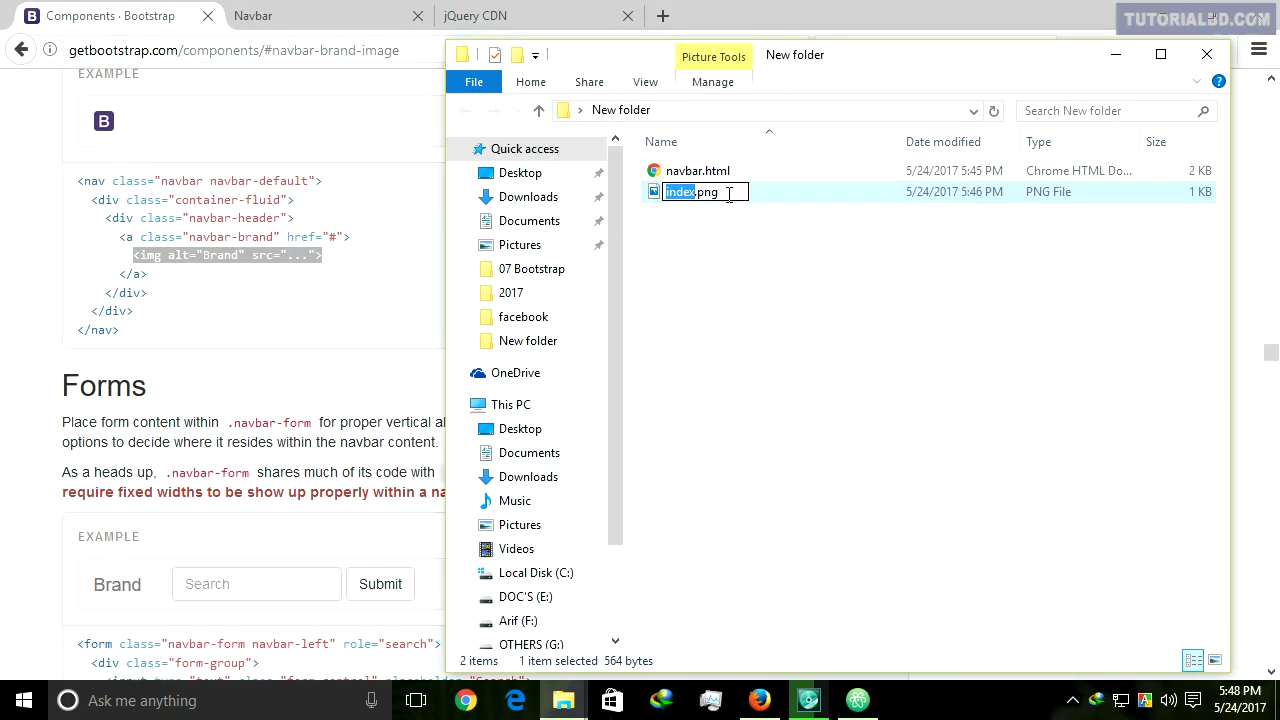 Components · Bootstrap
Navbar
jQuery CDN
TUTORIALBD.COM
getbootstrap.com/components/#navbar-brand-image
EXAMPLE
B
<nav class="navbar navbar-default">
<div class="container-fluid">
<div class="navbar-header">
<a class="navbar-brand" href="#">
<img alt="Brand" src="...">
</a>
</div>
</div>
</nav>
Forms
Place form content within .navbar-form for proper vertical al
options to decide where it resides within the navbar content.
As a heads up, .navbar-form shares much of its code with
require fixed widths to be show up properly within a na
EXAMPLE
Brand
Search
Submit
<form class="navbar-form navbar-left" role="search">
<div class="form-group">
Picture Tools
New folder
File
Home
Share
View
Manage
New folder
Search New folder
Name
Date modified
Type
Size
navbar.html
5/24/2017 5:45 PM
Chrome HTML Do...
2 KB
index.png
5/24/2017 5:46 PM
PNG File
1 KB
Quick access
Desktop
Downloads
Documents
Pictures
07 Bootstrap
2017
facebook
New folder
OneDrive
This PC
Desktop
Documents
Downloads
Music
Pictures
Videos
Local Disk (C:)
DOC'S (E:)
Arif (F:)
OTHERS (G:)
2 items
1 item selected 564 bytes
Ask me anything
5:48 PM
5/24/2017